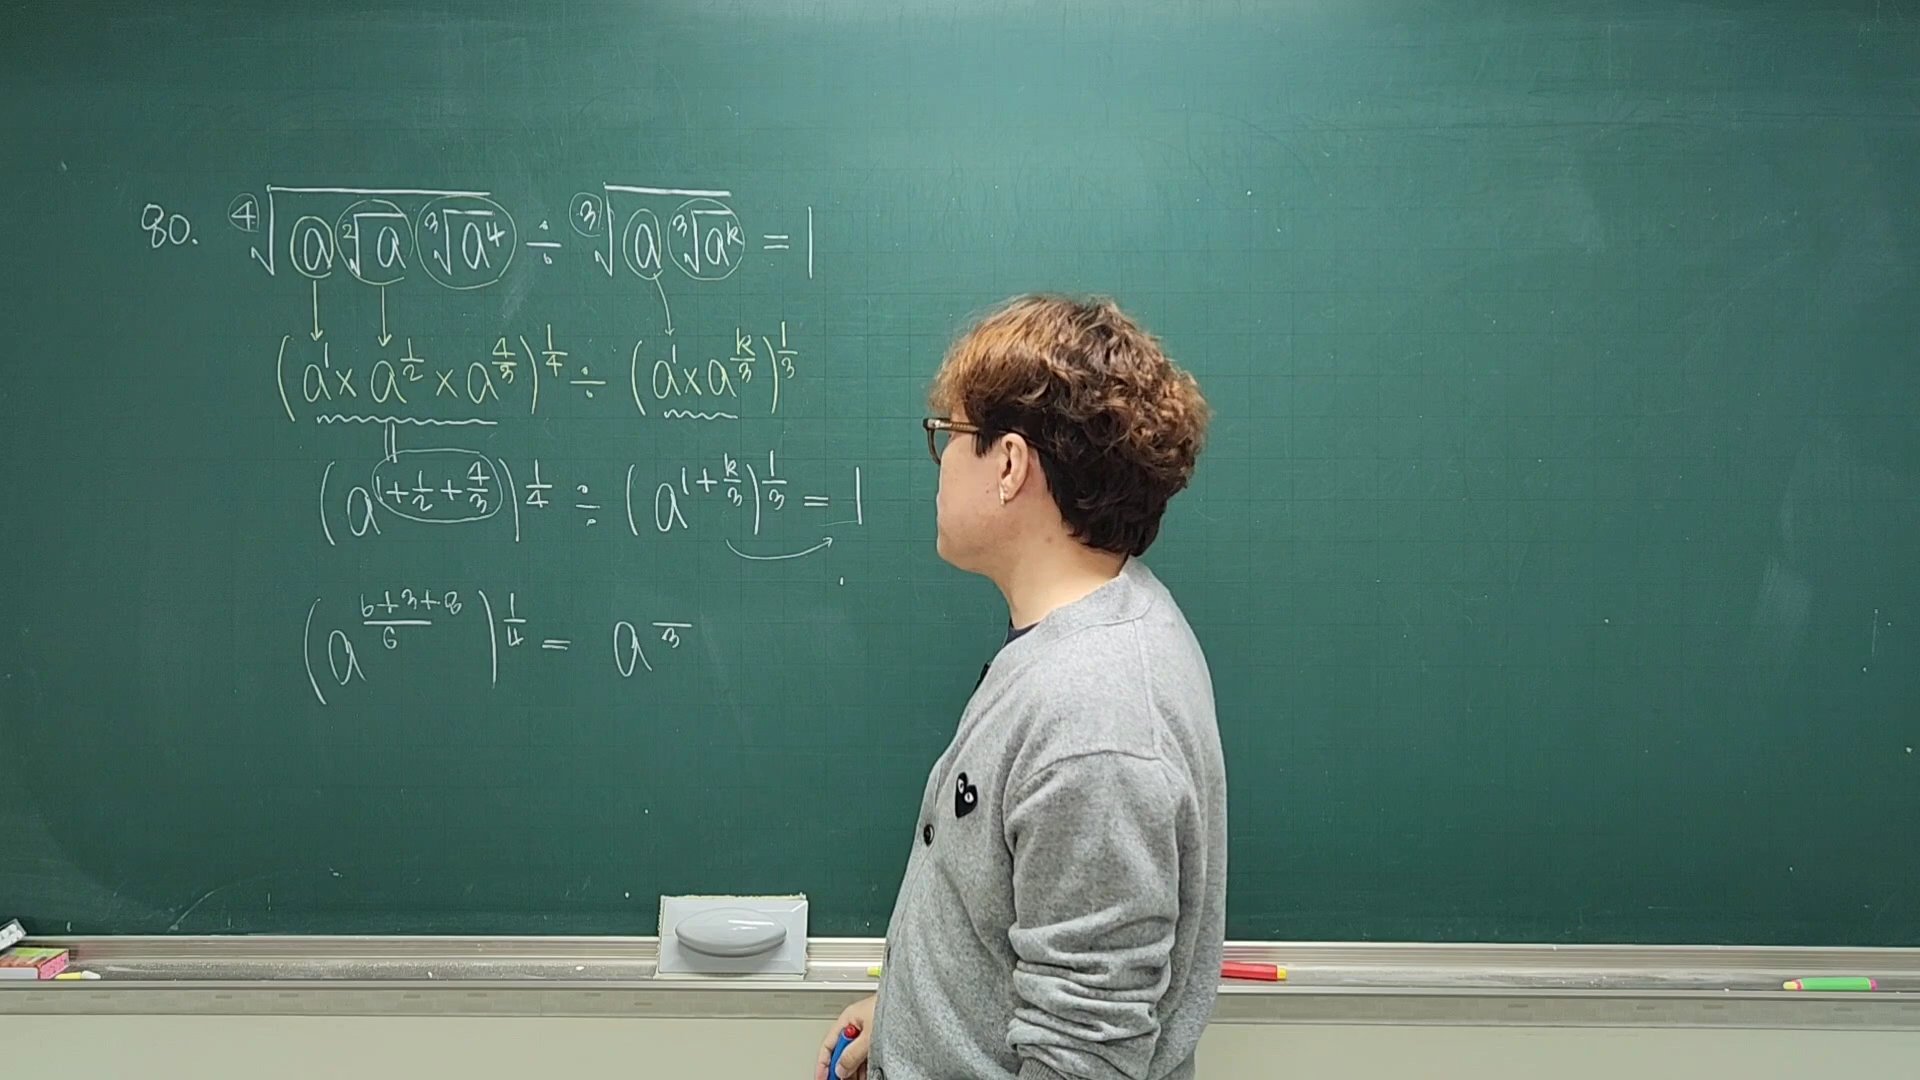 80. ⁴√(a ²√a ³√a⁴) ÷ ³√(a ³√aᵏ) = 1
(a¹ × a^(1/2) × a^(4/3))^(1/4) ÷ (a¹ × a^(k/3))^(1/3)
(a^(1+1/2+4/3))^(1/4) ÷ (a^(1+k/3))^(1/3) = 1
(a^((6+3+8)/6))^(1/4) = a^( /3)